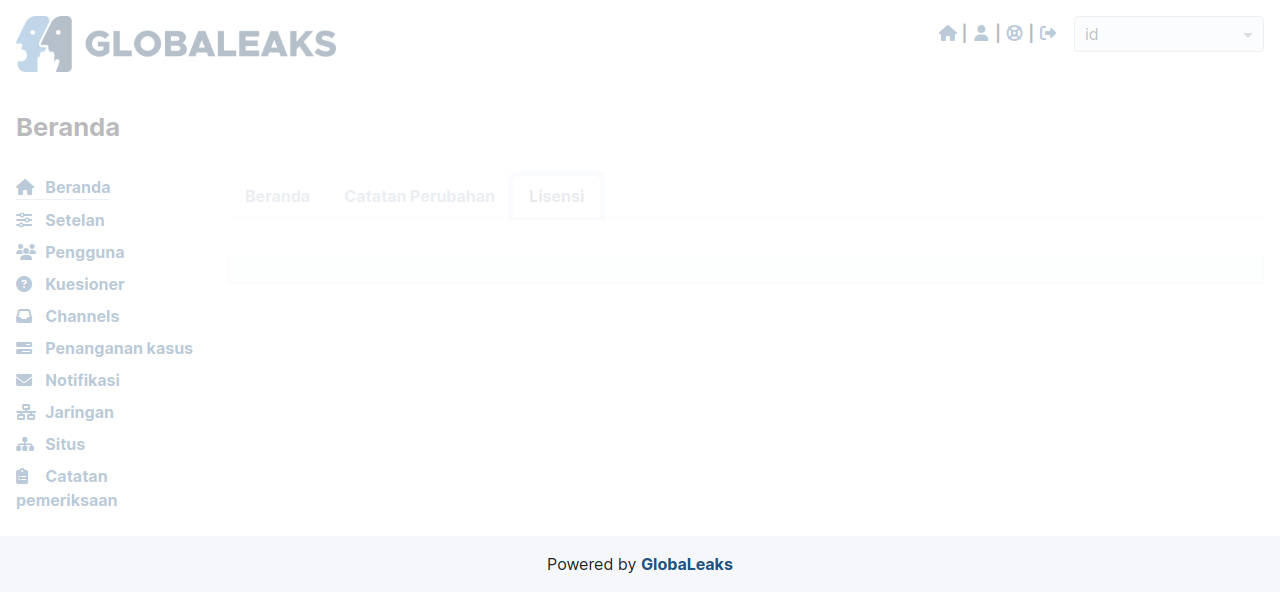 GLOBALEAKS
id
Beranda
Beranda
Setelan
Pengguna
Kuesioner
Channels
Penanganan kasus
Notifikasi
Jaringan
Situs
Catatan
pemeriksaan
Beranda Catatan Perubahan Lisensi
Powered by GlobaLeaks